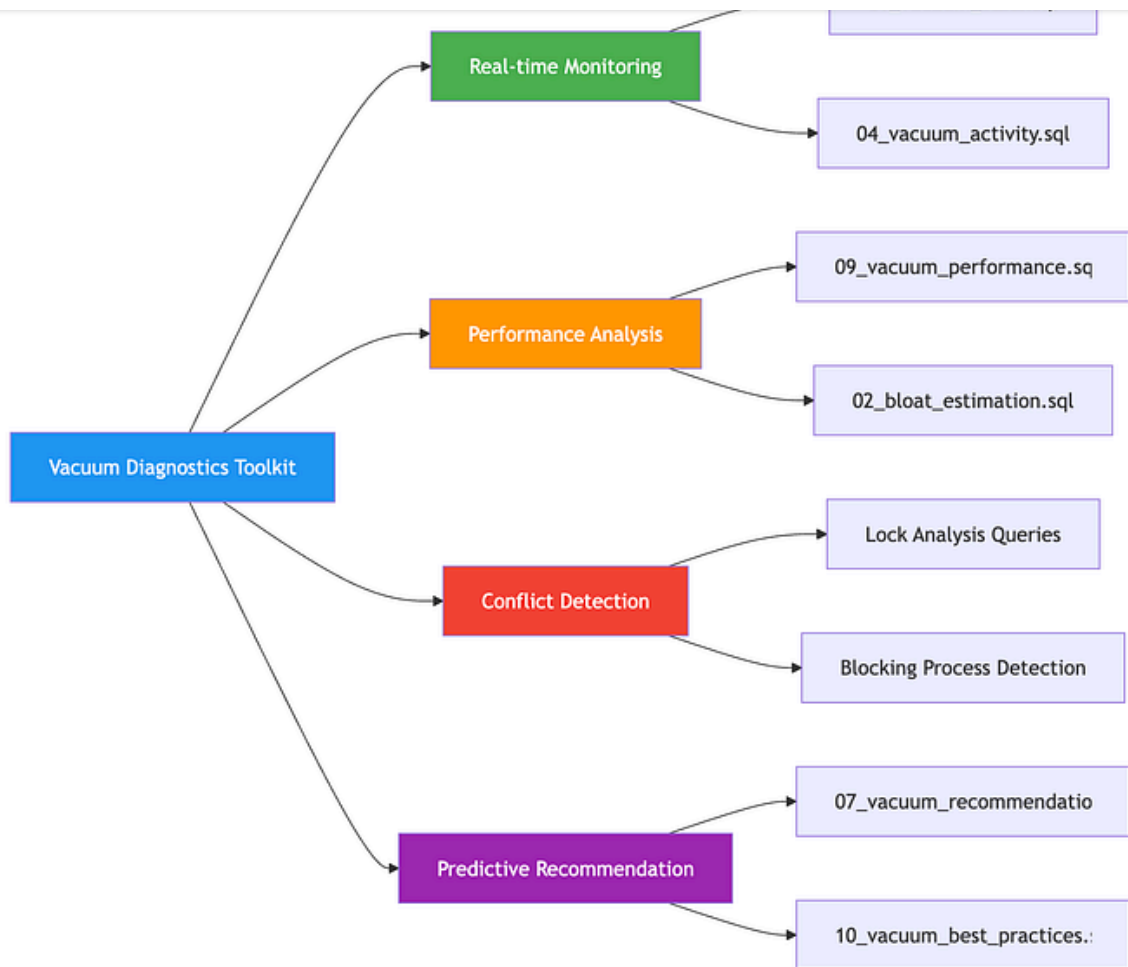 Real-time Monitoring
04_vacuum_activity.sql
09_vacuum_performance.sq
Performance Analysis
02_bloat_estimation.sql
Vacuum Diagnostics Toolkit
Lock Analysis Queries
Conflict Detection
Blocking Process Detection
07_vacuum_recommendatio
Predictive Recommendation
10_vacuum_best_practices.